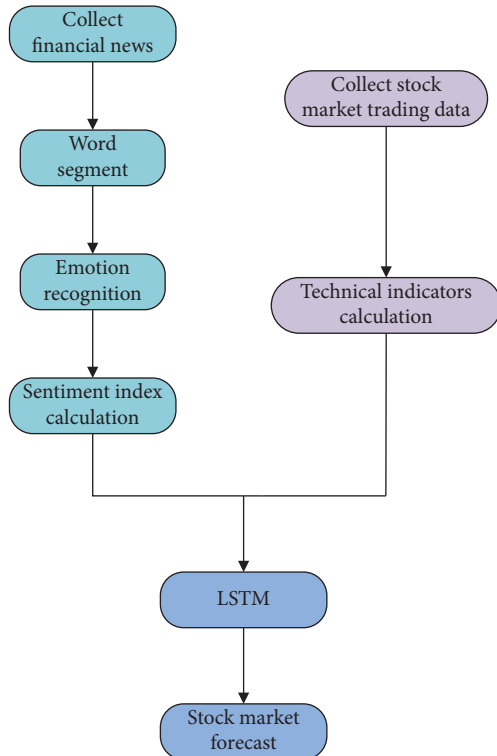 Collect
financial news
Word
segment
Emotion
recognition
Sentiment index
calculation
Collect stock
market trading data
Technical indicators
calculation
LSTM
Stock market
forecast